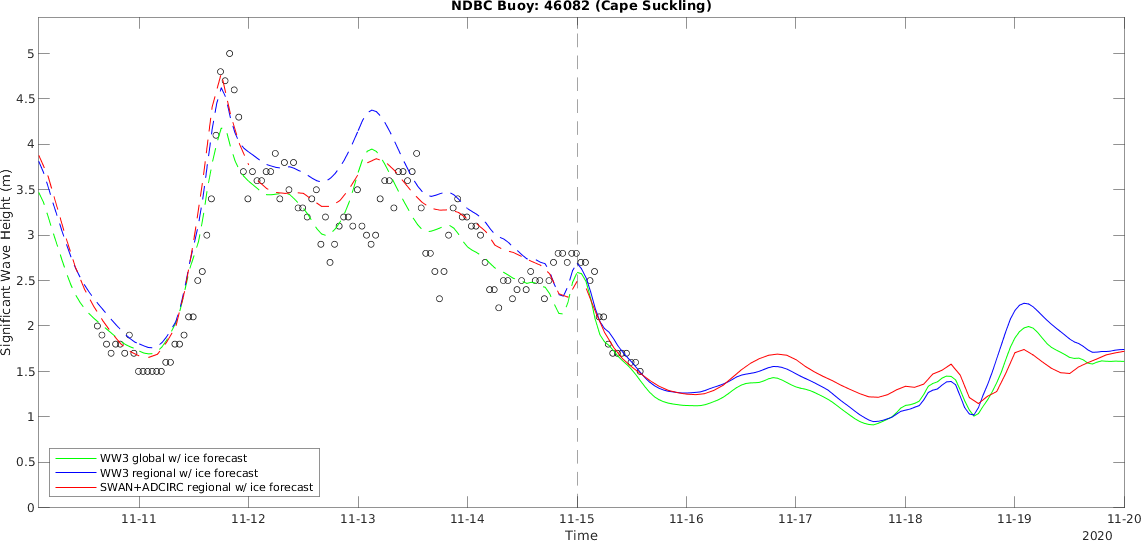 NDBC Buoy: 46082 (Cape Suckling)
Significant Wave Height (m)
5
4.5
4
3.5
3
2.5
2
1.5
1
0.5
0
WW3 global w/ ice forecast
WW3 regional w/ ice forecast
SWAN+ADCIRC regional w/ ice forecast
11-11 11-12 11-13 11-14 11-15 11-16 11-17 11-18 11-19 11-20
Time
2020